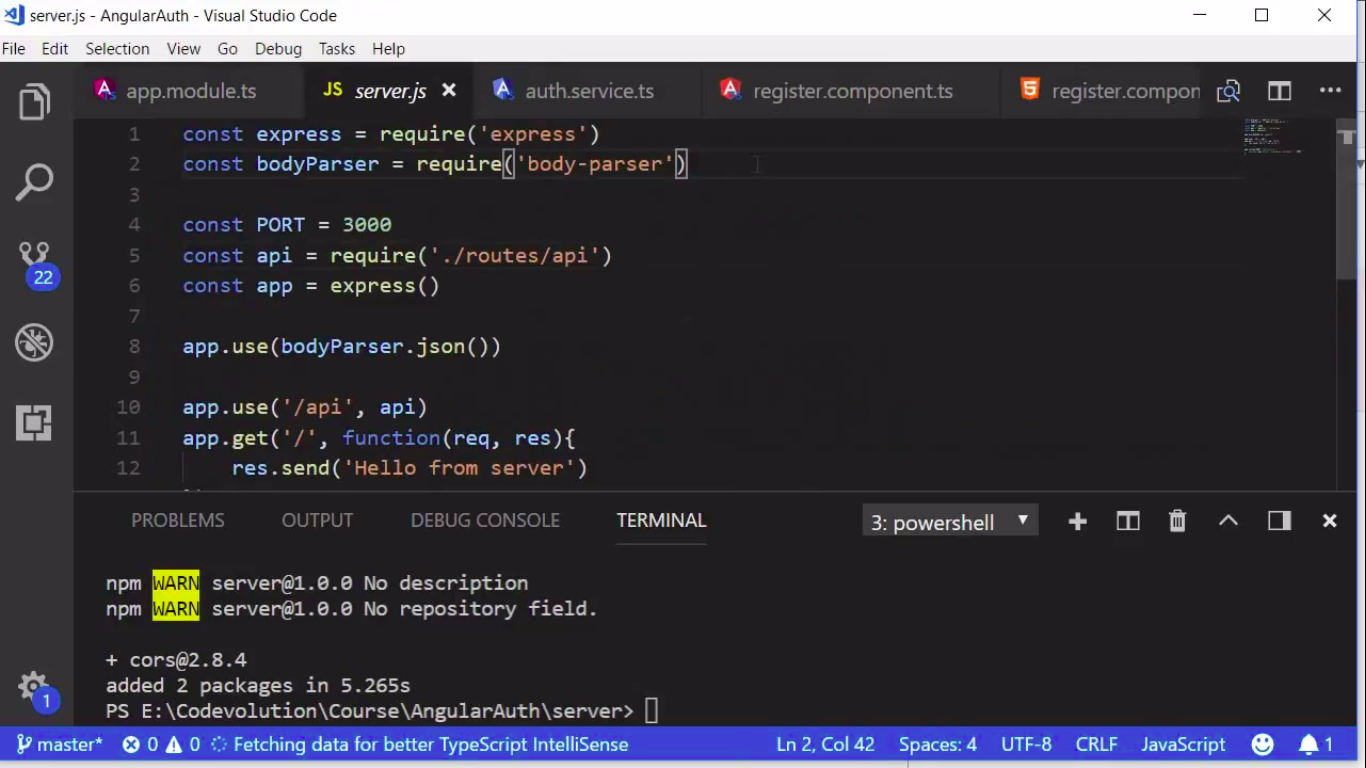 server.js - AngularAuth - Visual Studio Code
File Edit Selection View Go Debug Tasks Help
app.module.ts JS server.js auth.service.ts register.component.ts register.compon
1 const express = require('express')
2 const bodyParser = require('body-parser')
3
4 const PORT = 3000
5 const api = require('./routes/api')
6 const app = express()
7
8 app.use(bodyParser.json())
9
10 app.use('/api', api)
11 app.get('/', function(req, res){
12 res.send('Hello from server')
22
PROBLEMS OUTPUT DEBUG CONSOLE TERMINAL 3: powershell
npm WARN server@1.0.0 No description
npm WARN server@1.0.0 No repository field.
+ cors@2.8.4
added 2 packages in 5.265s
PS E:\Codevolution\Course\AngularAuth\server>
1
master* 0 0 Fetching data for better TypeScript IntelliSense Ln 2, Col 42 Spaces: 4 UTF-8 CRLF JavaScript 1